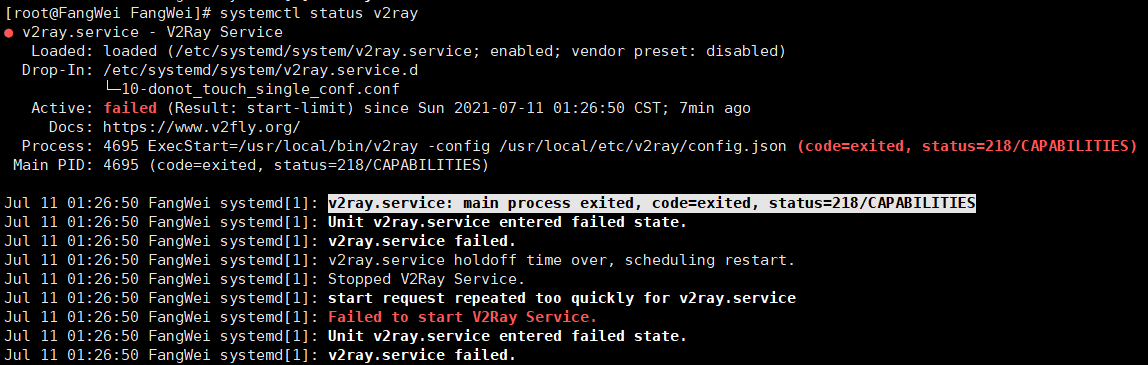 [root@FangWei FangWei]# systemctl status v2ray
● v2ray.service - V2Ray Service
   Loaded: loaded (/etc/systemd/system/v2ray.service; enabled; vendor preset: disabled)
  Drop-In: /etc/systemd/system/v2ray.service.d
           └─10-donot_touch_single_conf.conf
   Active: failed (Result: start-limit) since Sun 2021-07-11 01:26:50 CST; 7min ago
     Docs: https://www.v2fly.org/
  Process: 4695 ExecStart=/usr/local/bin/v2ray -config /usr/local/etc/v2ray/config.json (code=exited, status=218/CAPABILITIES)
 Main PID: 4695 (code=exited, status=218/CAPABILITIES)

Jul 11 01:26:50 FangWei systemd[1]: v2ray.service: main process exited, code=exited, status=218/CAPABILITIES
Jul 11 01:26:50 FangWei systemd[1]: Unit v2ray.service entered failed state.
Jul 11 01:26:50 FangWei systemd[1]: v2ray.service failed.
Jul 11 01:26:50 FangWei systemd[1]: v2ray.service holdoff time over, scheduling restart.
Jul 11 01:26:50 FangWei systemd[1]: Stopped V2Ray Service.
Jul 11 01:26:50 FangWei systemd[1]: start request repeated too quickly for v2ray.service
Jul 11 01:26:50 FangWei systemd[1]: Failed to start V2Ray Service.
Jul 11 01:26:50 FangWei systemd[1]: Unit v2ray.service entered failed state.
Jul 11 01:26:50 FangWei systemd[1]: v2ray.service failed.